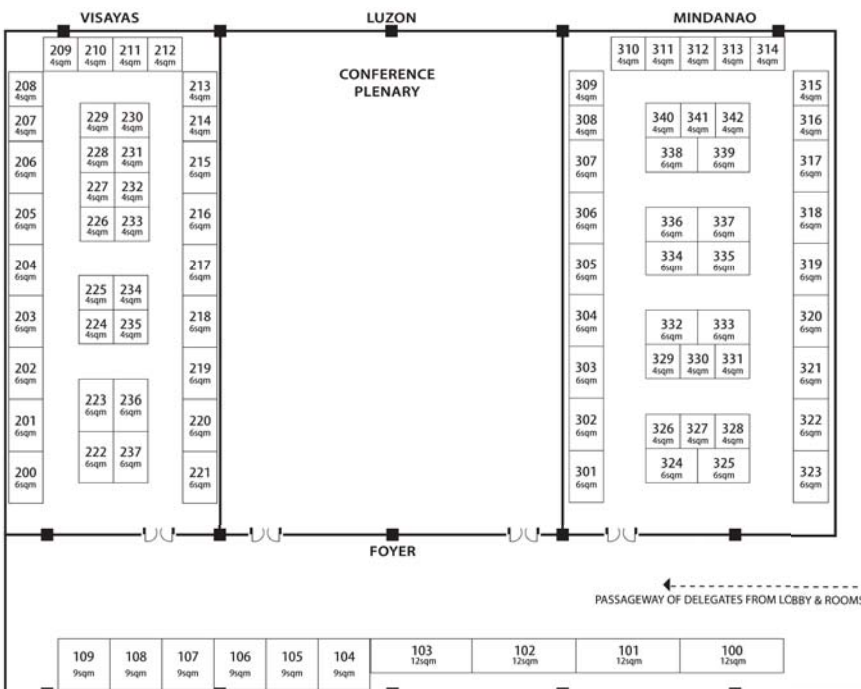 VISAYAS LUZON MINDANAO
209 210 211 212
4sqm 4sqm 4sqm 4sqm
310 311 312 313 314
4sqm 4sqm 4sqm 4sqm 4sqm
CONFERENCE
PLENARY
208
4sqm
207
4sqm
206
6sqm
205
6sqm
204
6sqm
203
6sqm
202
6sqm
201
6sqm
200
6sqm
229 230
4sqm 4sqm
228 231
4sqm 4sqm
227 232
4sqm 4sqm
226 233
4sqm 4sqm
225 234
4sqm 4sqm
224 235
4sqm 4sqm
223 236
6sqm 6sqm
222 237
6sqm 6sqm
213
4sqm
214
4sqm
215
6sqm
216
6sqm
217
6sqm
218
6sqm
219
6sqm
220
6sqm
221
6sqm
309
4sqm
308
4sqm
307
6sqm
306
6sqm
305
6sqm
304
6sqm
303
6sqm
302
6sqm
301
6sqm
340 341 342
4sqm 4sqm 4sqm
338 339
6sqm 6sqm
336 337
6sqm 6sqm
334 335
6sqm 6sqm
332 333
6sqm 6sqm
329 330 331
4sqm 4sqm 4sqm
326 327 328
4sqm 4sqm 4sqm
324 325
6sqm 6sqm
315
4sqm
316
4sqm
317
6sqm
318
6sqm
319
6sqm
320
6sqm
321
6sqm
322
6sqm
323
6sqm
FOYER
PASSAGEWAY OF DELEGATES FROM LOBBY & ROOMS
109 108 107 106 105 104 103 102 101 100
9sqm 9sqm 9sqm 9sqm 9sqm 9sqm 12sqm 12sqm 12sqm 12sqm